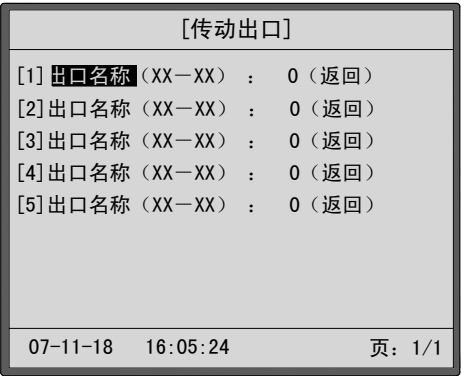 [传动出口]
[1]出口名称（XX－XX）： 0（返回）
[2]出口名称（XX－XX）： 0（返回）
[3]出口名称（XX－XX）： 0（返回）
[4]出口名称（XX－XX）： 0（返回）
[5]出口名称（XX－XX）： 0（返回）
07-11-18 16:05:24 页：1/1